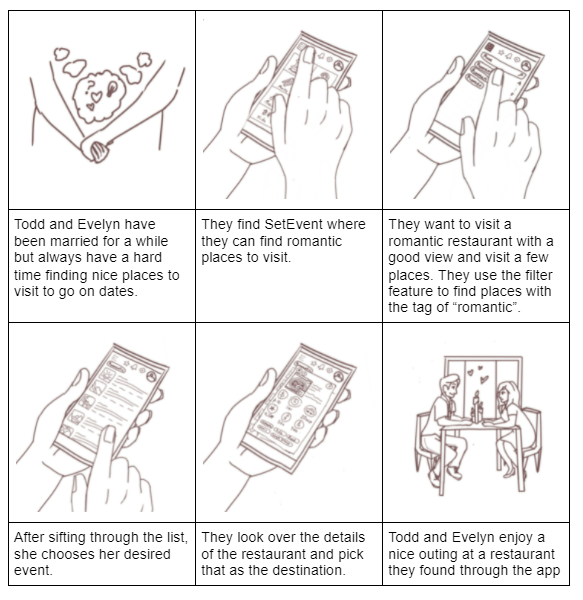 Todd and Evelyn have
been married for a while
but always have a hard
time finding nice places to
visit to go on dates.
They find SetEvent where
they can find romantic
places to visit.
They want to visit a
romantic restaurant with a
good view and visit a few
places. They use the filter
feature to find places with
the tag of “romantic”.
After sifting through the list,
she chooses her desired
event.
They look over the details
of the restaurant and pick
that as the destination.
Todd and Evelyn enjoy a
nice outing at a restaurant
they found through the app